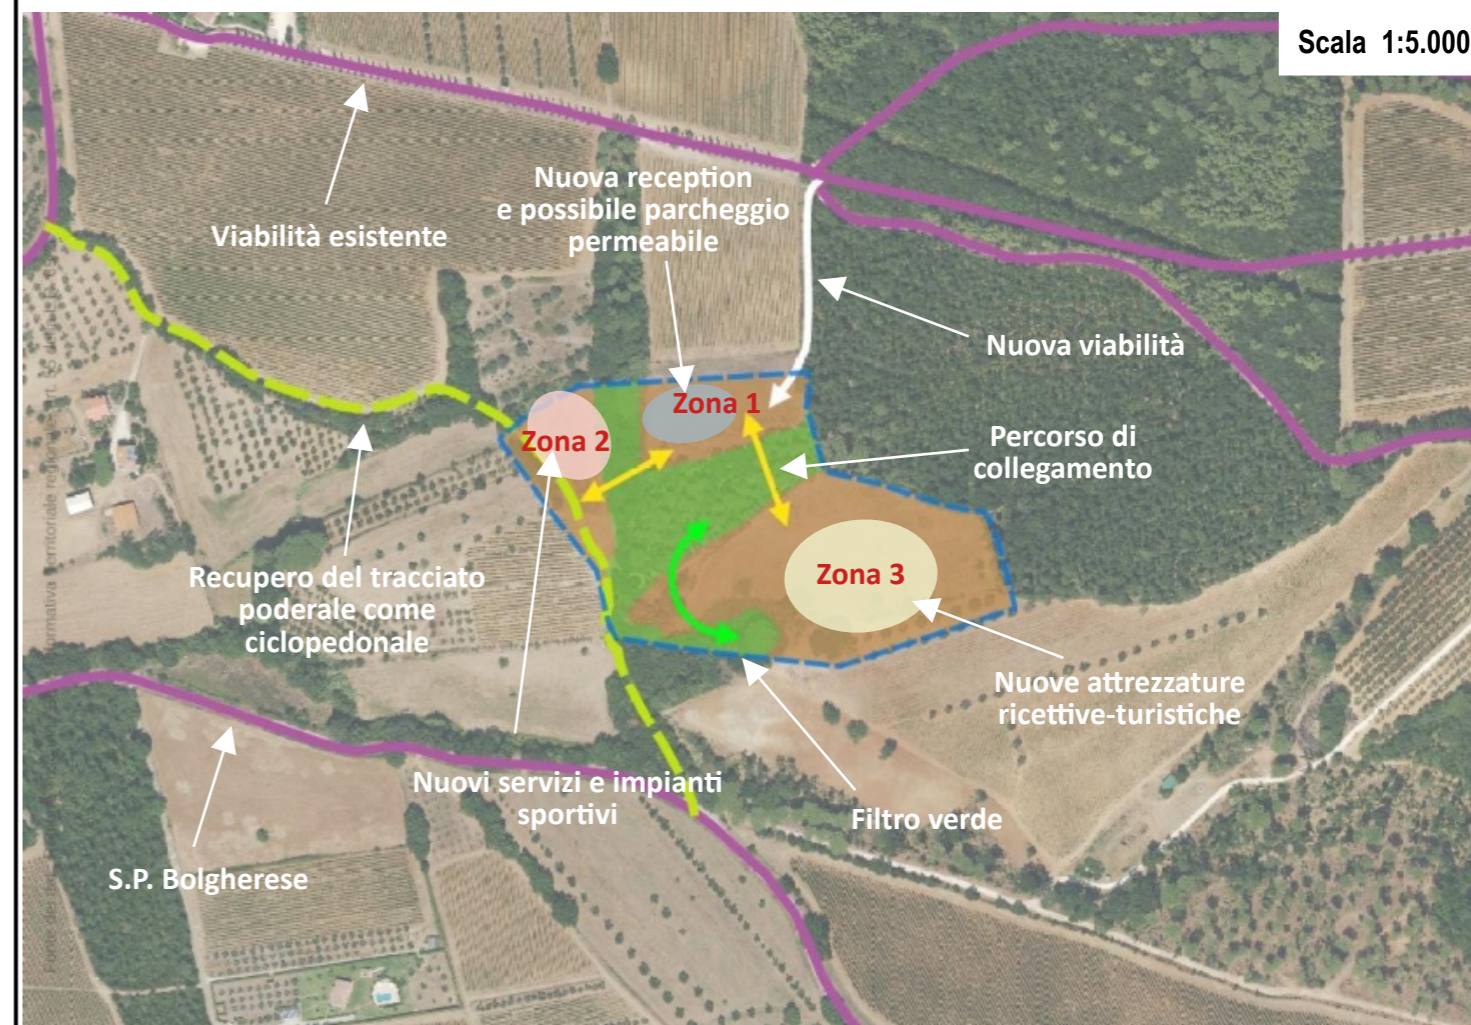 Scala 1:5.000
Nuova reception
e possibile parcheggio
permeabile
Viabilità esistente
Nuova viabilità
Zona 1
Zona 2
Percorso di
collegamento
Zona 3
Recupero del tracciato
poderale come
ciclopedonale
Nuove attrezzature
ricettive-turistiche
Nuovi servizi e impianti
sportivi
Filtro verde
S.P. Bolgherese